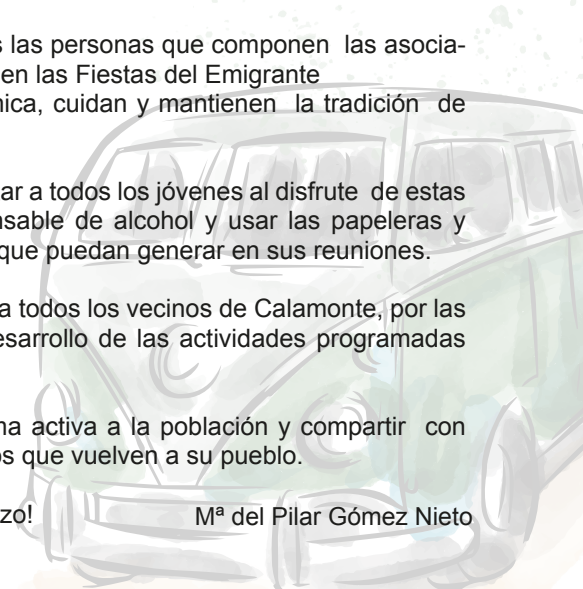 s las personas que componen las asocia-
en las Fiestas del Emigrante
nica, cuidan y mantienen la tradición de
ar a todos los jóvenes al disfrute de estas
nsable de alcohol y usar las papeleras y
que puedan generar en sus reuniones.
a todos los vecinos de Calamonte, por las
esarrollo de las actividades programadas
na activa a la población y compartir con
os que vuelven a su pueblo.
zo! Mª del Pilar Gómez Nieto